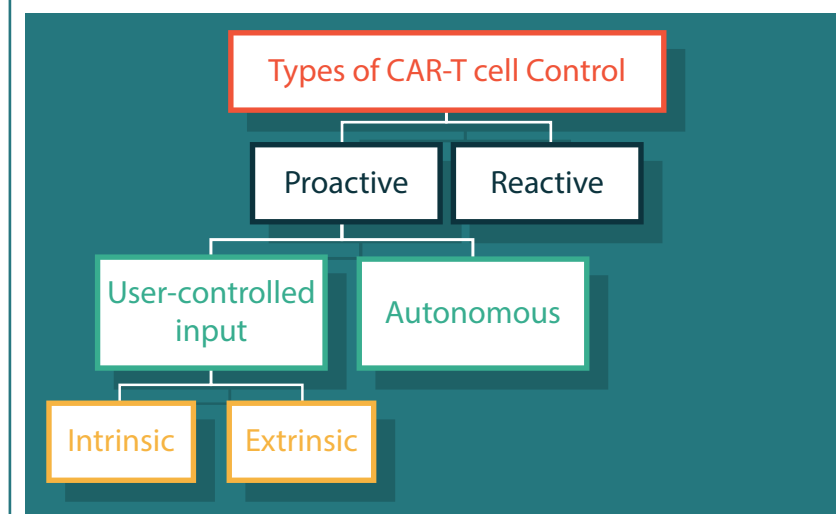 Types of CAR-T cell Control
Proactive
Reactive
User-controlled
input
Autonomous
Intrinsic
Extrinsic